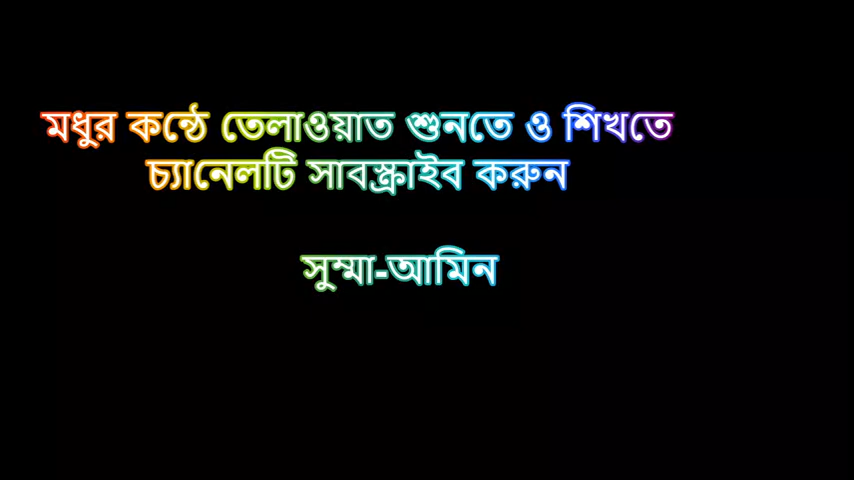 মধুর কন্ঠে তেলাওয়াত শুনতে ও শিখতে
চ্যানেলটি সাবস্ক্রাইব করুন
সুম্মা-আমিন